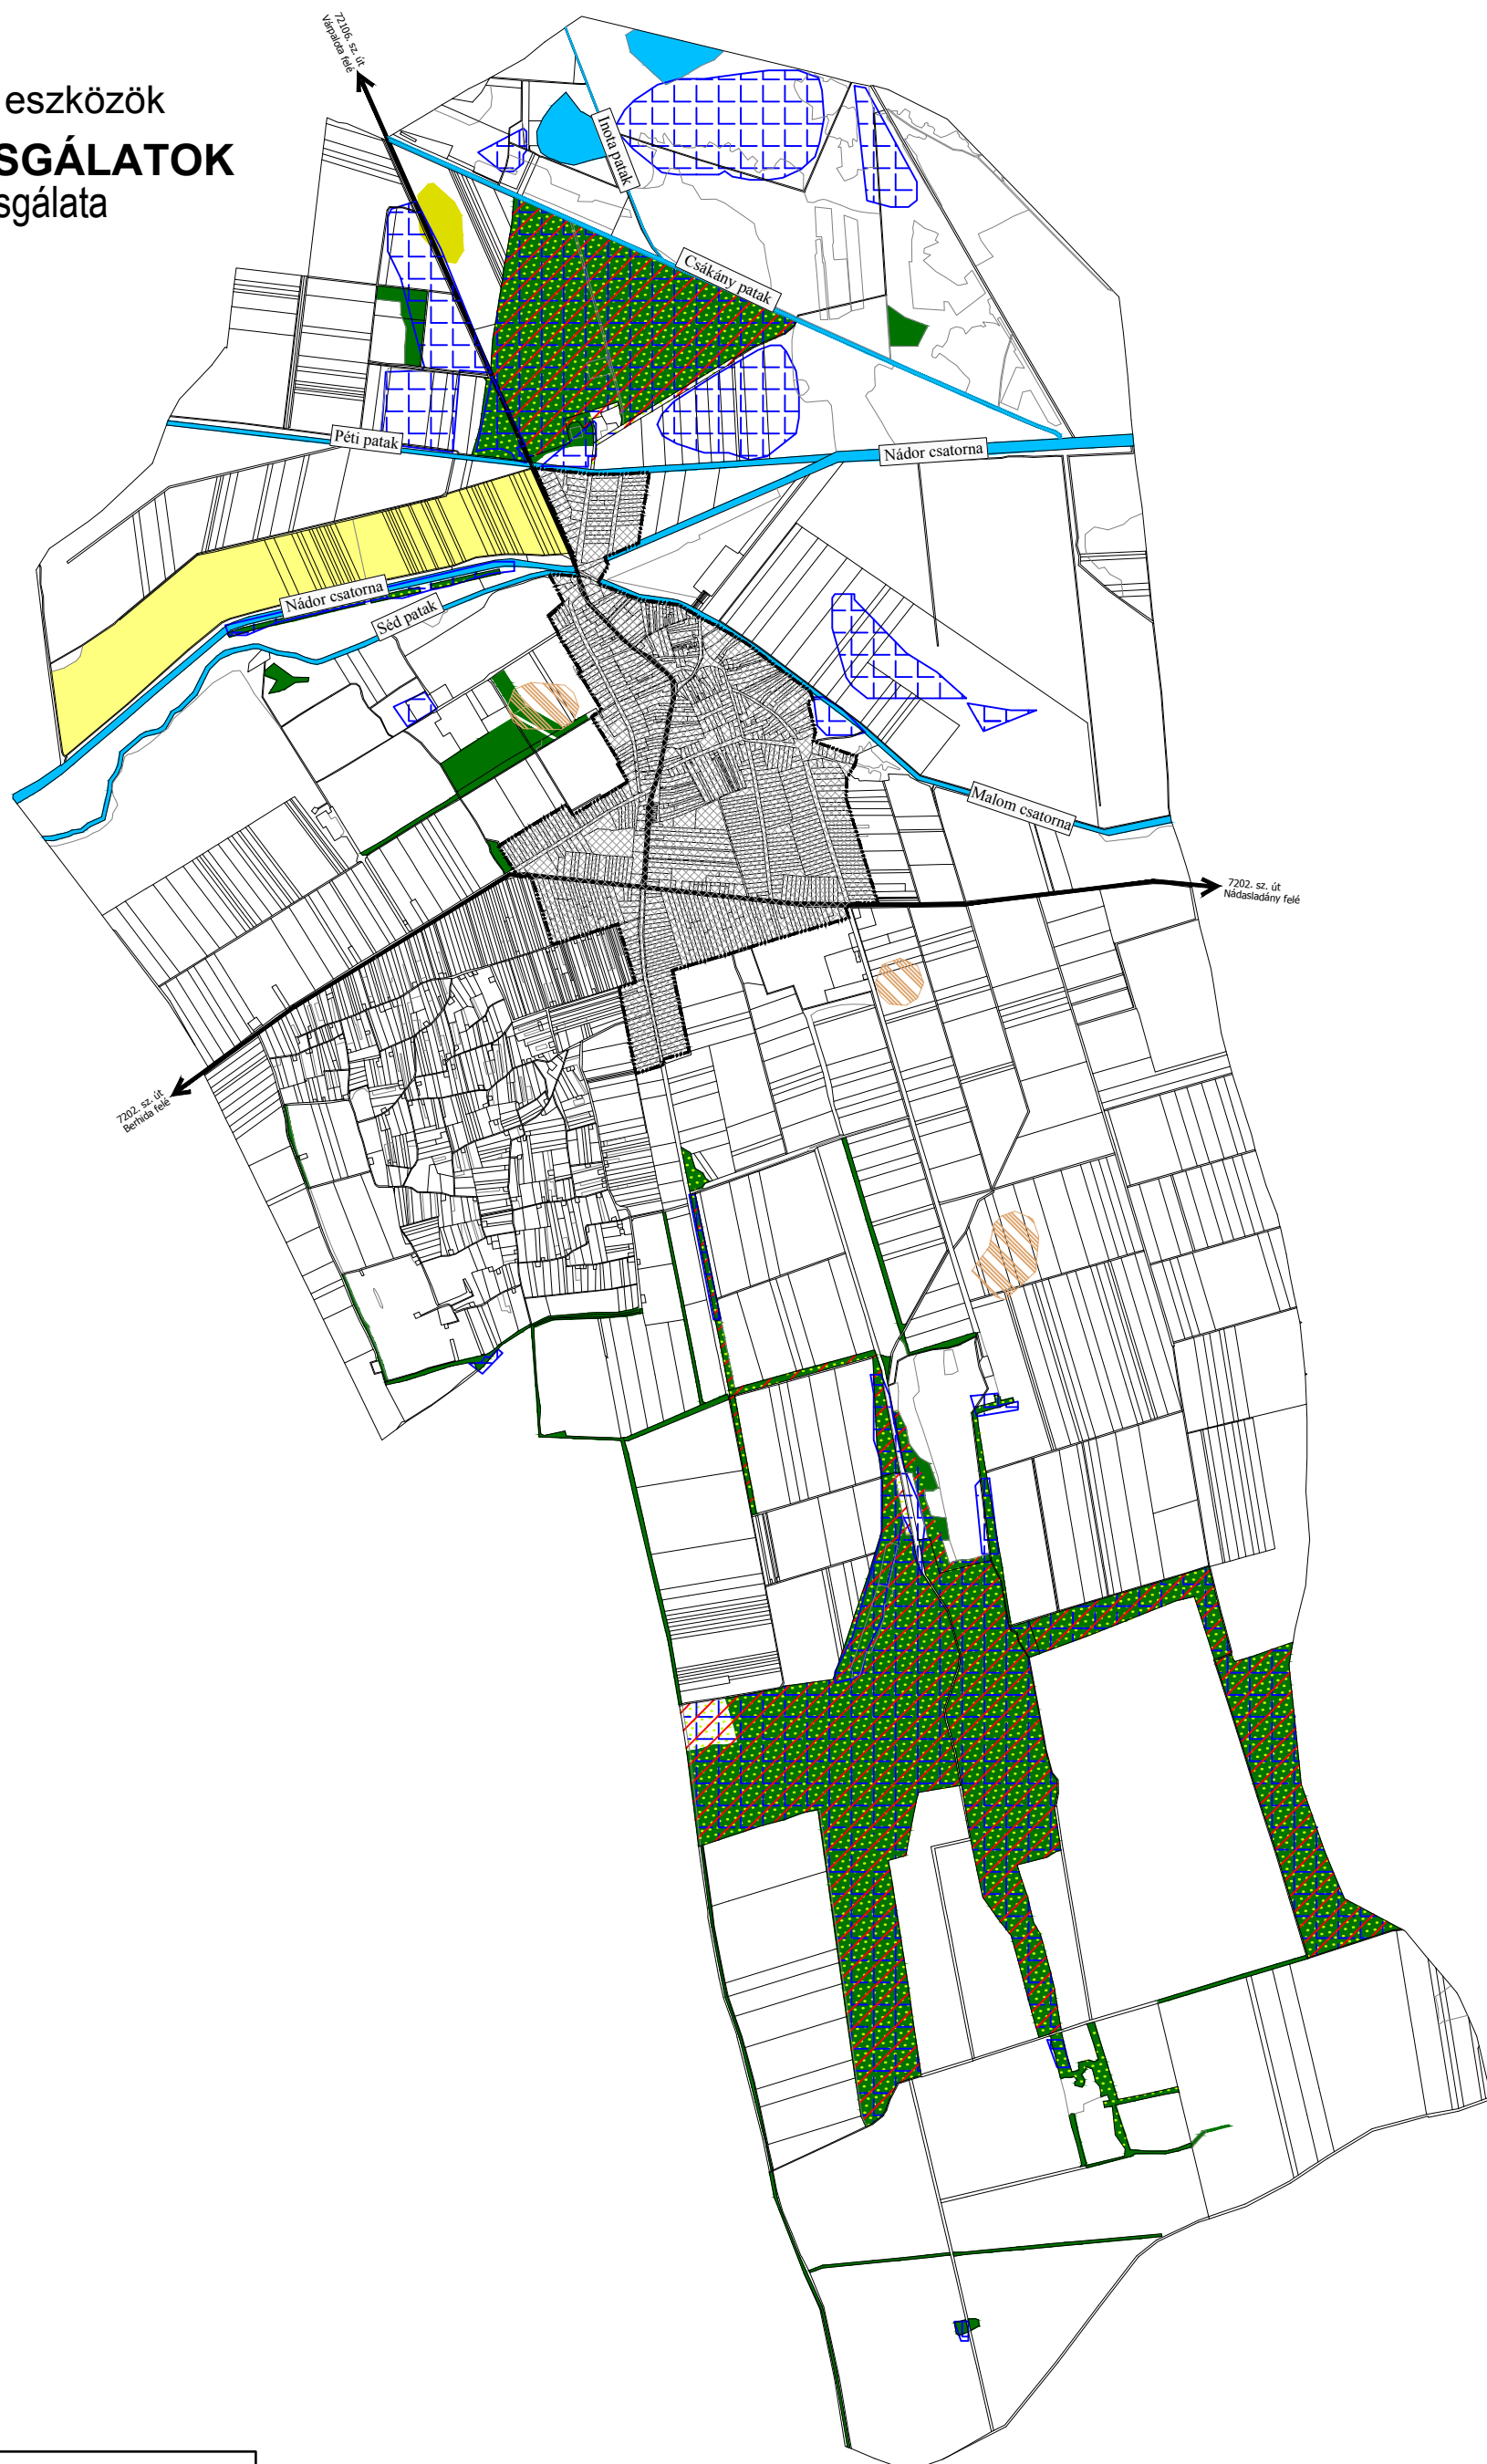 72106. sz. út
Várpalota felé
eszközök
SGÁLATOK
sgálata
Inota patak
Csákány patak
Péti patak
Nádor csatorna
Nádor csatorna
Séd patak
Malom csatorna
7202. sz. út
Nádasladány felé
7202. sz. út
Berhida felé